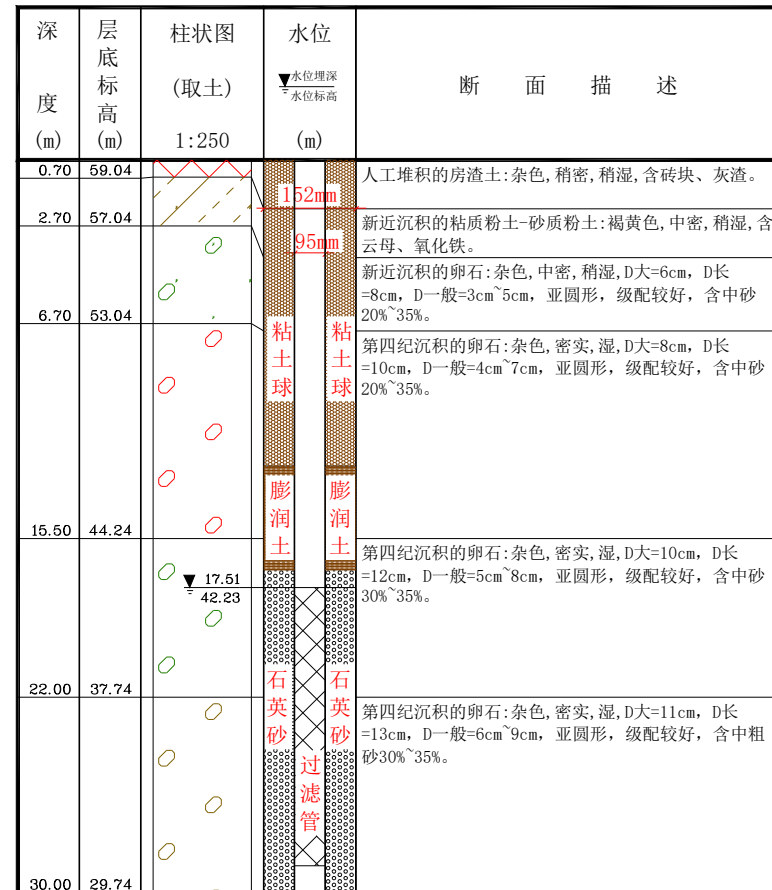 深度(m)
层底标高(m)
柱状图
(取土)
1:250
水位
水位埋深
水位标高
(m)
断面描述
0.70 59.04
人工堆积的房渣土:杂色,稍密,稍湿,含砖块、灰渣。
152mm
2.70 57.04
新近沉积的粘质粉土-砂质粉土:褐黄色,中密,稍湿,含
云母、氧化铁。
95mm
新近沉积的卵石:杂色,中密,稍湿,D大=6cm, D长
=8cm, D一般=3cm~5cm, 亚圆形, 级配较好, 含中砂
20%~35%。
6.70 53.04
粘土球
粘土球
第四纪沉积的卵石:杂色,密实,湿,D大=8cm, D长
=10cm, D一般=4cm~7cm, 亚圆形, 级配较好, 含中砂
20%~35%。
膨润土
膨润土
15.50 44.24
第四纪沉积的卵石:杂色,密实,湿,D大=10cm, D长
=12cm, D一般=5cm~8cm, 亚圆形, 级配较好, 含中砂
30%~35%。
17.51
42.23
石英砂
石英砂
22.00 37.74
第四纪沉积的卵石:杂色,密实,湿,D大=11cm, D长
=13cm, D一般=6cm~9cm, 亚圆形, 级配较好, 含中粗
砂30%~35%。
过滤管
30.00 29.74